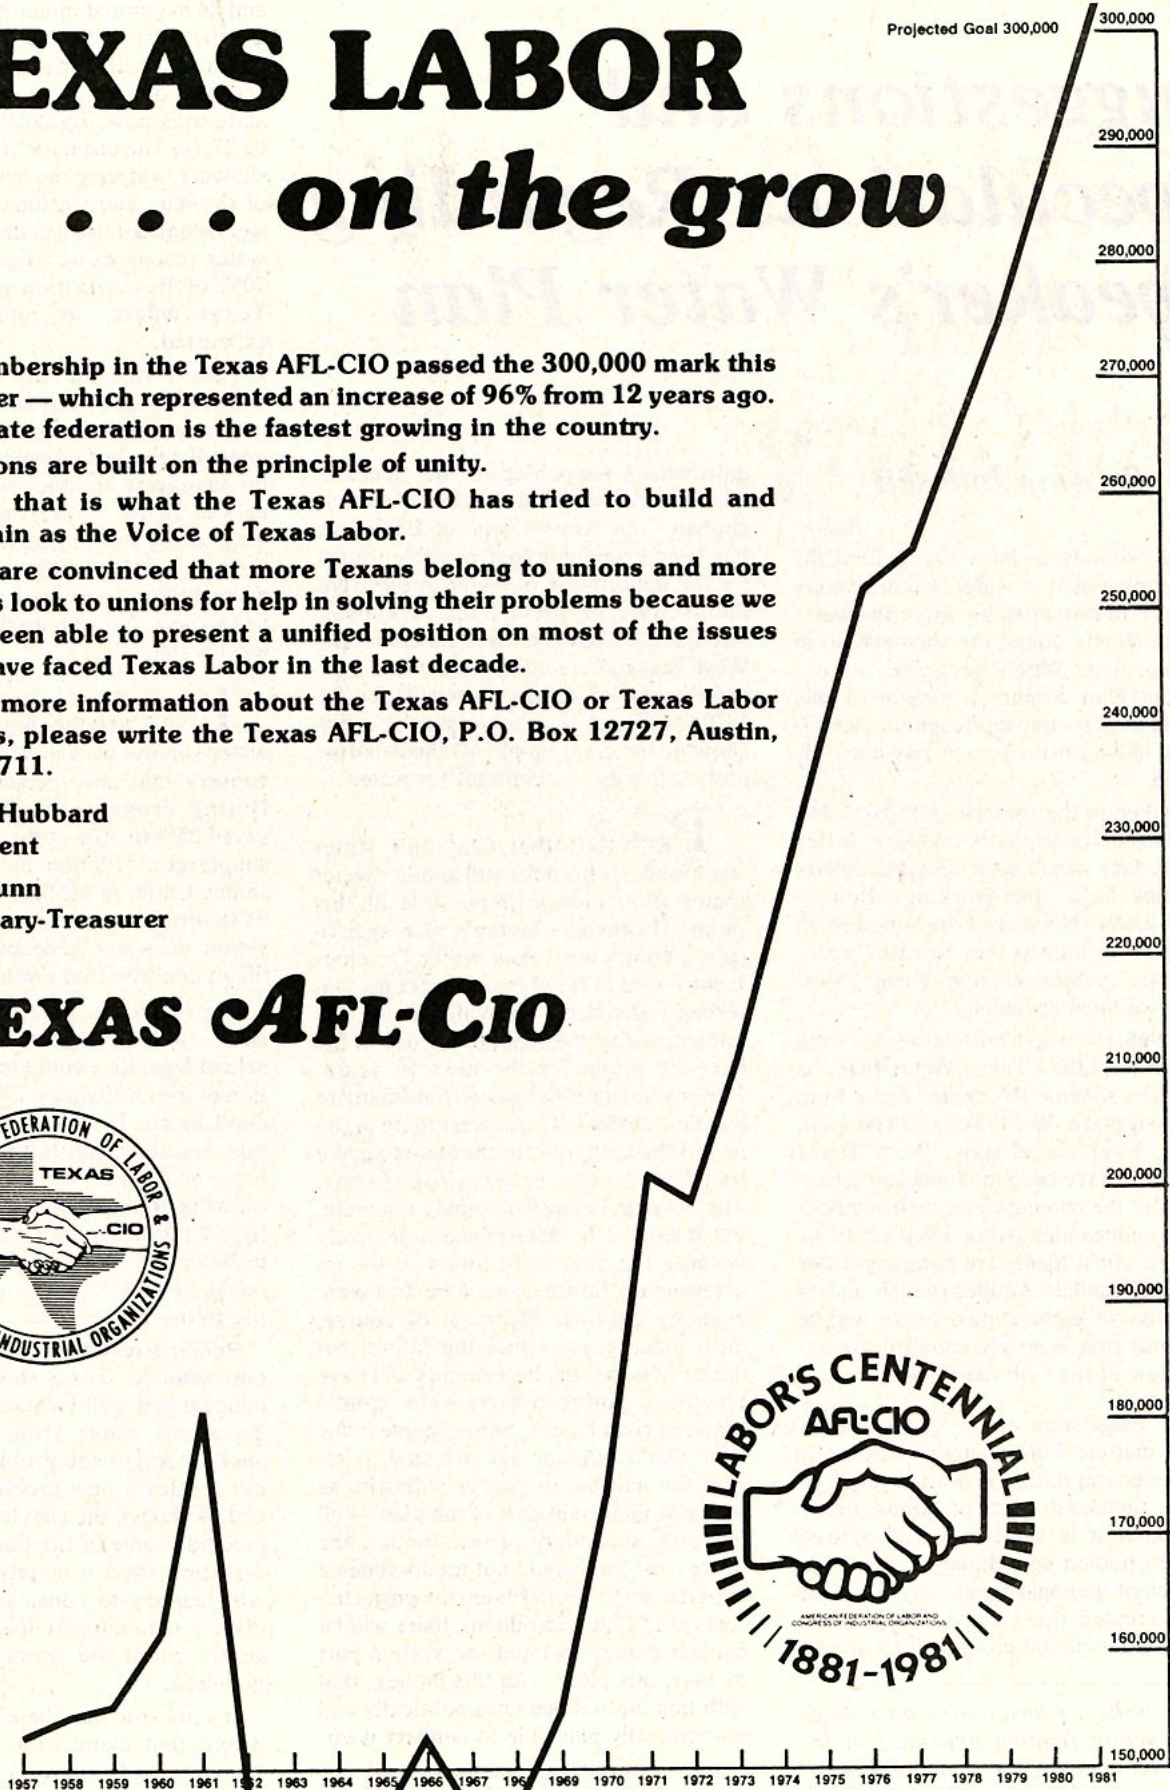 EXAS LABOR
. . . on the grow
Projected Goal 300,000
300,000
290,000
280,000
270,000
260,000
250,000
240,000
230,000
220,000
210,000
200,000
190,000
180,000
170,000
160,000
150,000
mbership in the Texas AFL-CIO passed the 300,000 mark this
er — which represented an increase of 96% from 12 years ago.
ate federation is the fastest growing in the country.
ons are built on the principle of unity.
that is what the Texas AFL-CIO has tried to build and
ain as the Voice of Texas Labor.
are convinced that more Texans belong to unions and more
s look to unions for help in solving their problems because we
een able to present a unified position on most of the issues
ave faced Texas Labor in the last decade.
more information about the Texas AFL-CIO or Texas Labor
s, please write the Texas AFL-CIO, P.O. Box 12727, Austin,
711.
Hubbard
ent
unn
ary-Treasurer
EXAS AFL-CIO
FEDERATION OF LABOR &
TEXAS
CIO
INDUSTRIAL ORGANIZATIONS
LABOR'S CENTENNIAL
AFL-CIO
AMERICAN FEDERATION OF LABOR AND
CONGRESS OF INDUSTRIAL ORGANIZATIONS
1881-1981
1957 1958 1959 1960 1961 1962 1963 1964 1965 1966 1967 1968 1969 1970 1971 1972 1973 1974 1975 1976 1977 1978 1979 1980 1981